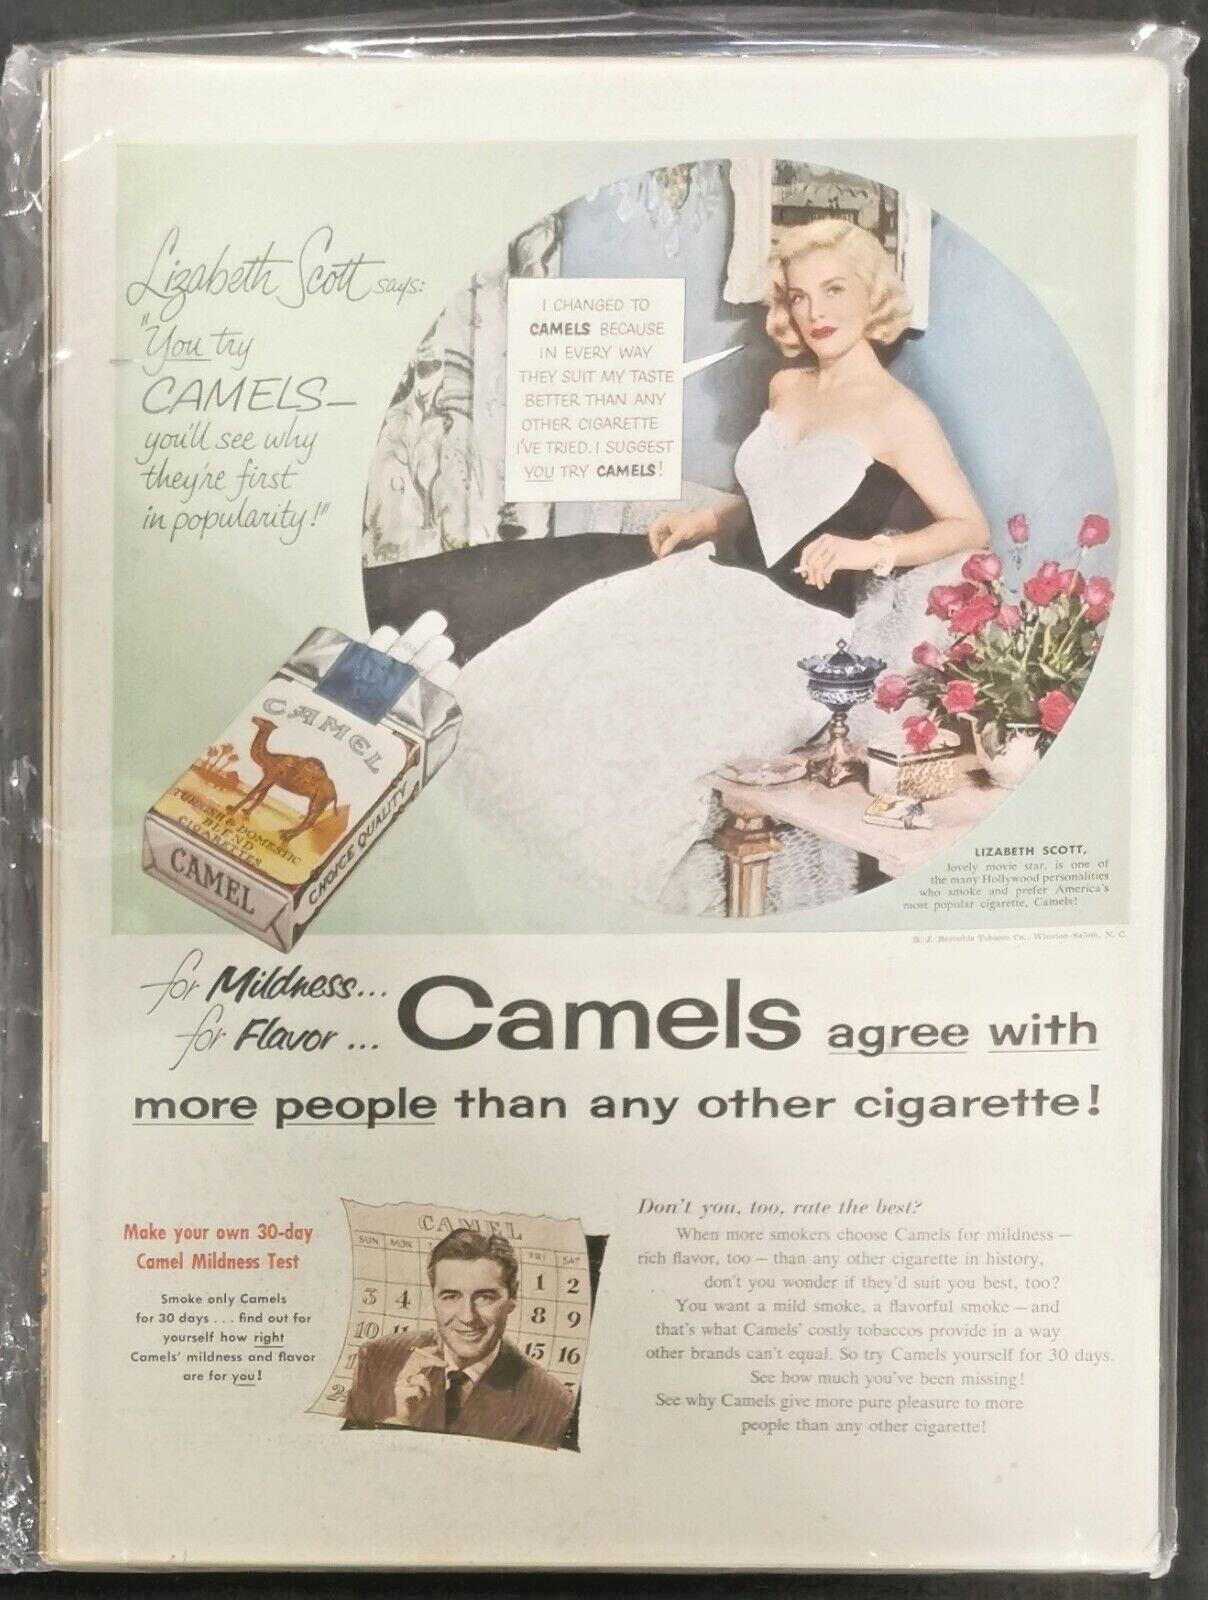 Lizabeth Scott says:
"You try
CAMELS—
you'll see why
they're first
in popularity!"
I CHANGED TO
CAMELS BECAUSE
IN EVERY WAY
THEY SUIT MY TASTE
BETTER THAN ANY
OTHER CIGARETTE
I'VE TRIED. I SUGGEST
YOU TRY CAMELS!
CAMEL
TURKISH & DOMESTIC
BLEND
CIGARETTES
CHOICE QUALITY
CAMEL
LIZABETH SCOTT,
lovely movie star, is one of
the many Hollywood personalities
who smoke and prefer America's
most popular cigarette, Camels!
R. J. Reynolds Tobacco Co., Winston-Salem, N. C.
for Mildness...
for Flavor... Camels agree with
more people than any other cigarette!
Make your own 30-day
Camel Mildness Test
Smoke only Camels
for 30 days . . . find out for
yourself how right
Camels' mildness and flavor
are for you!
CAMEL
SUN MON FRI SAT
1 2
3 4 8 9
10 11 15 16
Don't you, too, rate the best?
When more smokers choose Camels for mildness —
rich flavor, too — than any other cigarette in history,
don't you wonder if they'd suit you best, too?
You want a mild smoke, a flavorful smoke — and
that's what Camels' costly tobaccos provide in a way
other brands can't equal. So try Camels yourself for 30 days.
See how much you've been missing!
See why Camels give more pure pleasure to more
people than any other cigarette!